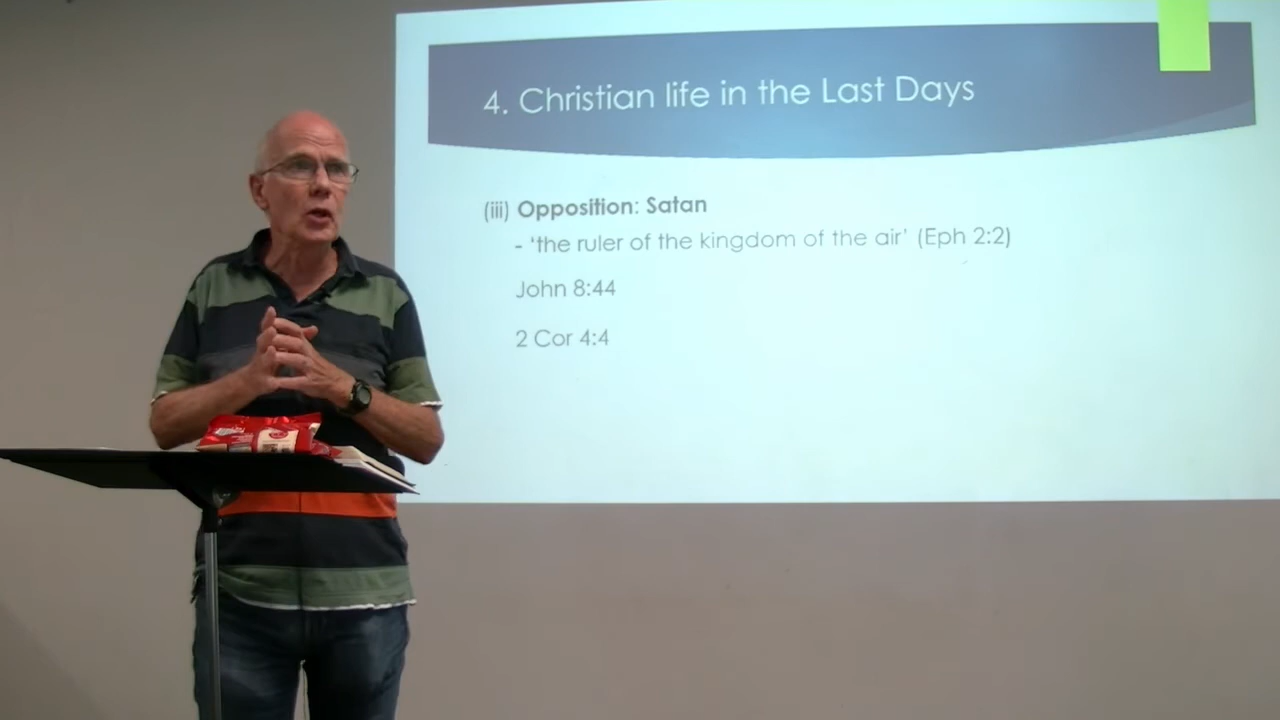 4. Christian life in the Last Days
(iii) Opposition: Satan
- ‘the ruler of the kingdom of the air’ (Eph 2:2)
John 8:44
2 Cor 4:4